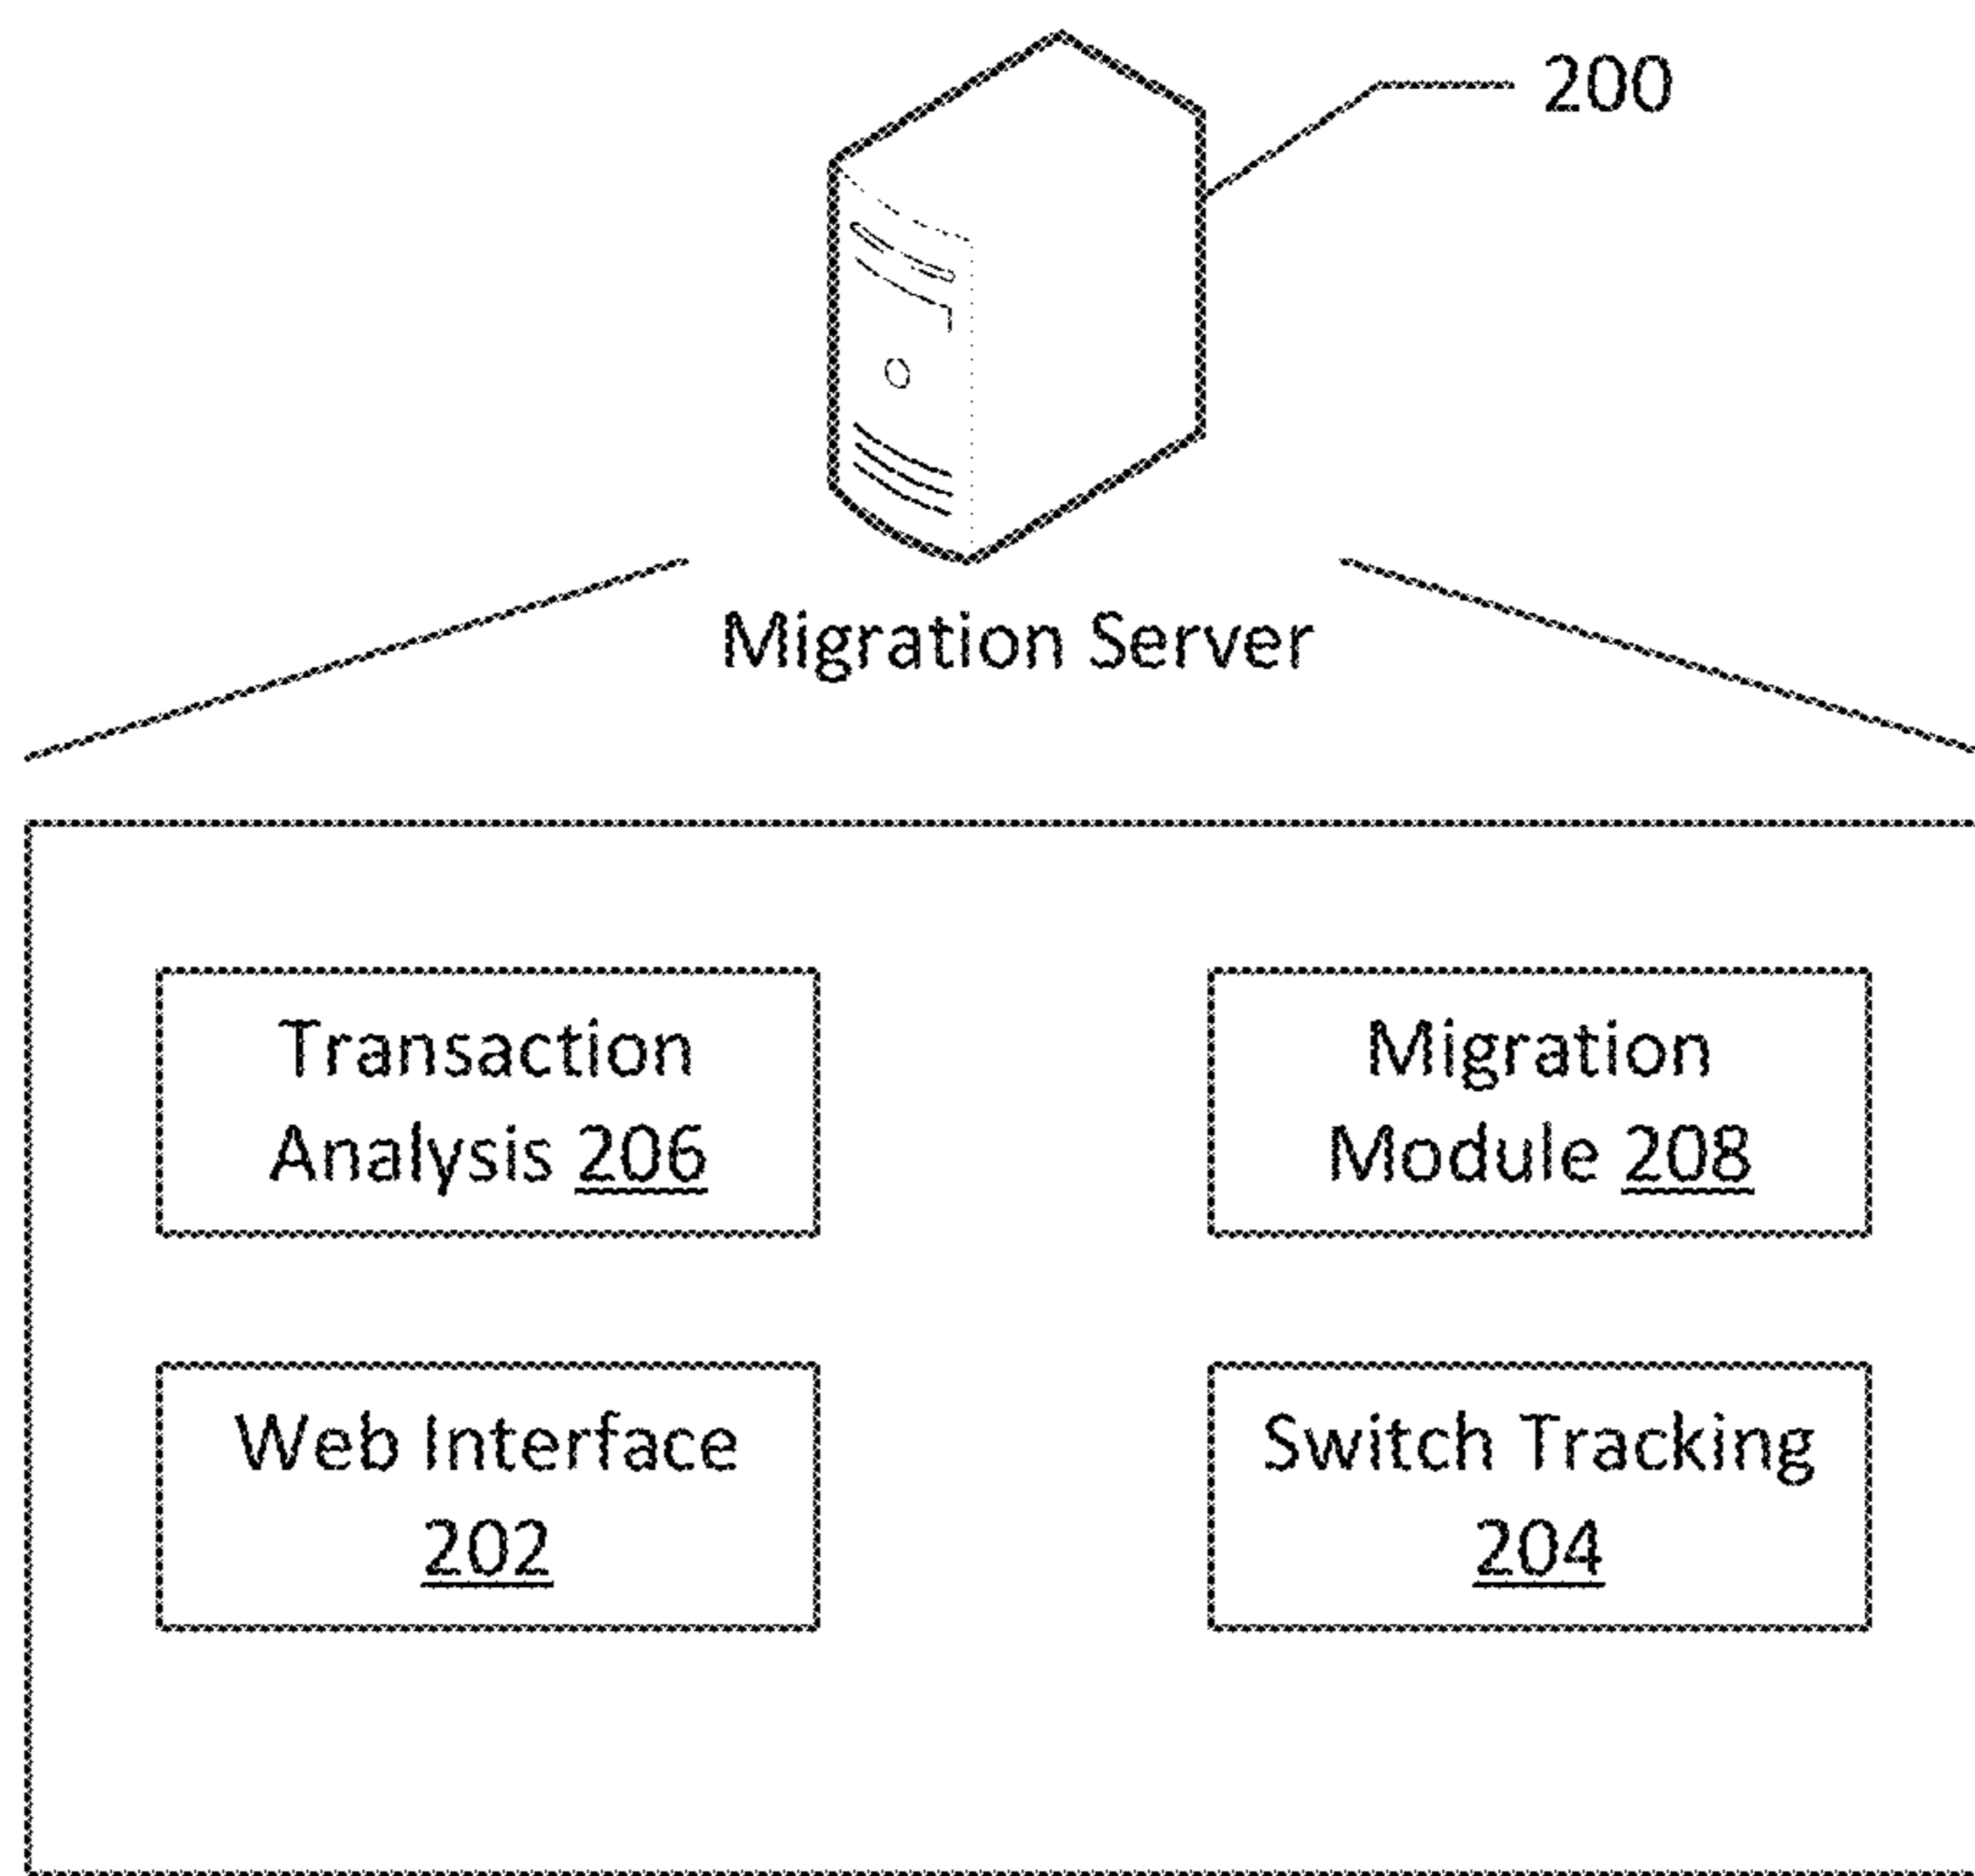 200
Migration Server
Transaction
Analysis 206
Migration
Module 208
Web Interface
202
Switch Tracking
204